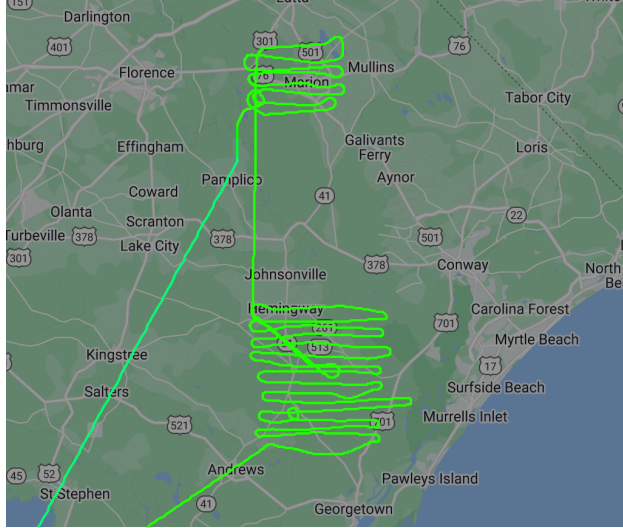 151
Latta
Darlington
401
301
501
76
Florence
76
Mullins
Marion
amar
Timmonsville
Tabor City
hburg
Effingham
Galivants
Ferry
Loris
Pamplico
Aynor
Coward
41
Olanta
Scranton
22
Turbeville
378
378
501
301
Lake City
378
Conway
Johnsonville
North
Be
Hemingway
Carolina Forest
701
261
Myrtle Beach
513
Kingstree
17
Salters
Surfside Beach
521
701
Murrells Inlet
45
52
Andrews
Pawleys Island
St Stephen
41
Georgetown